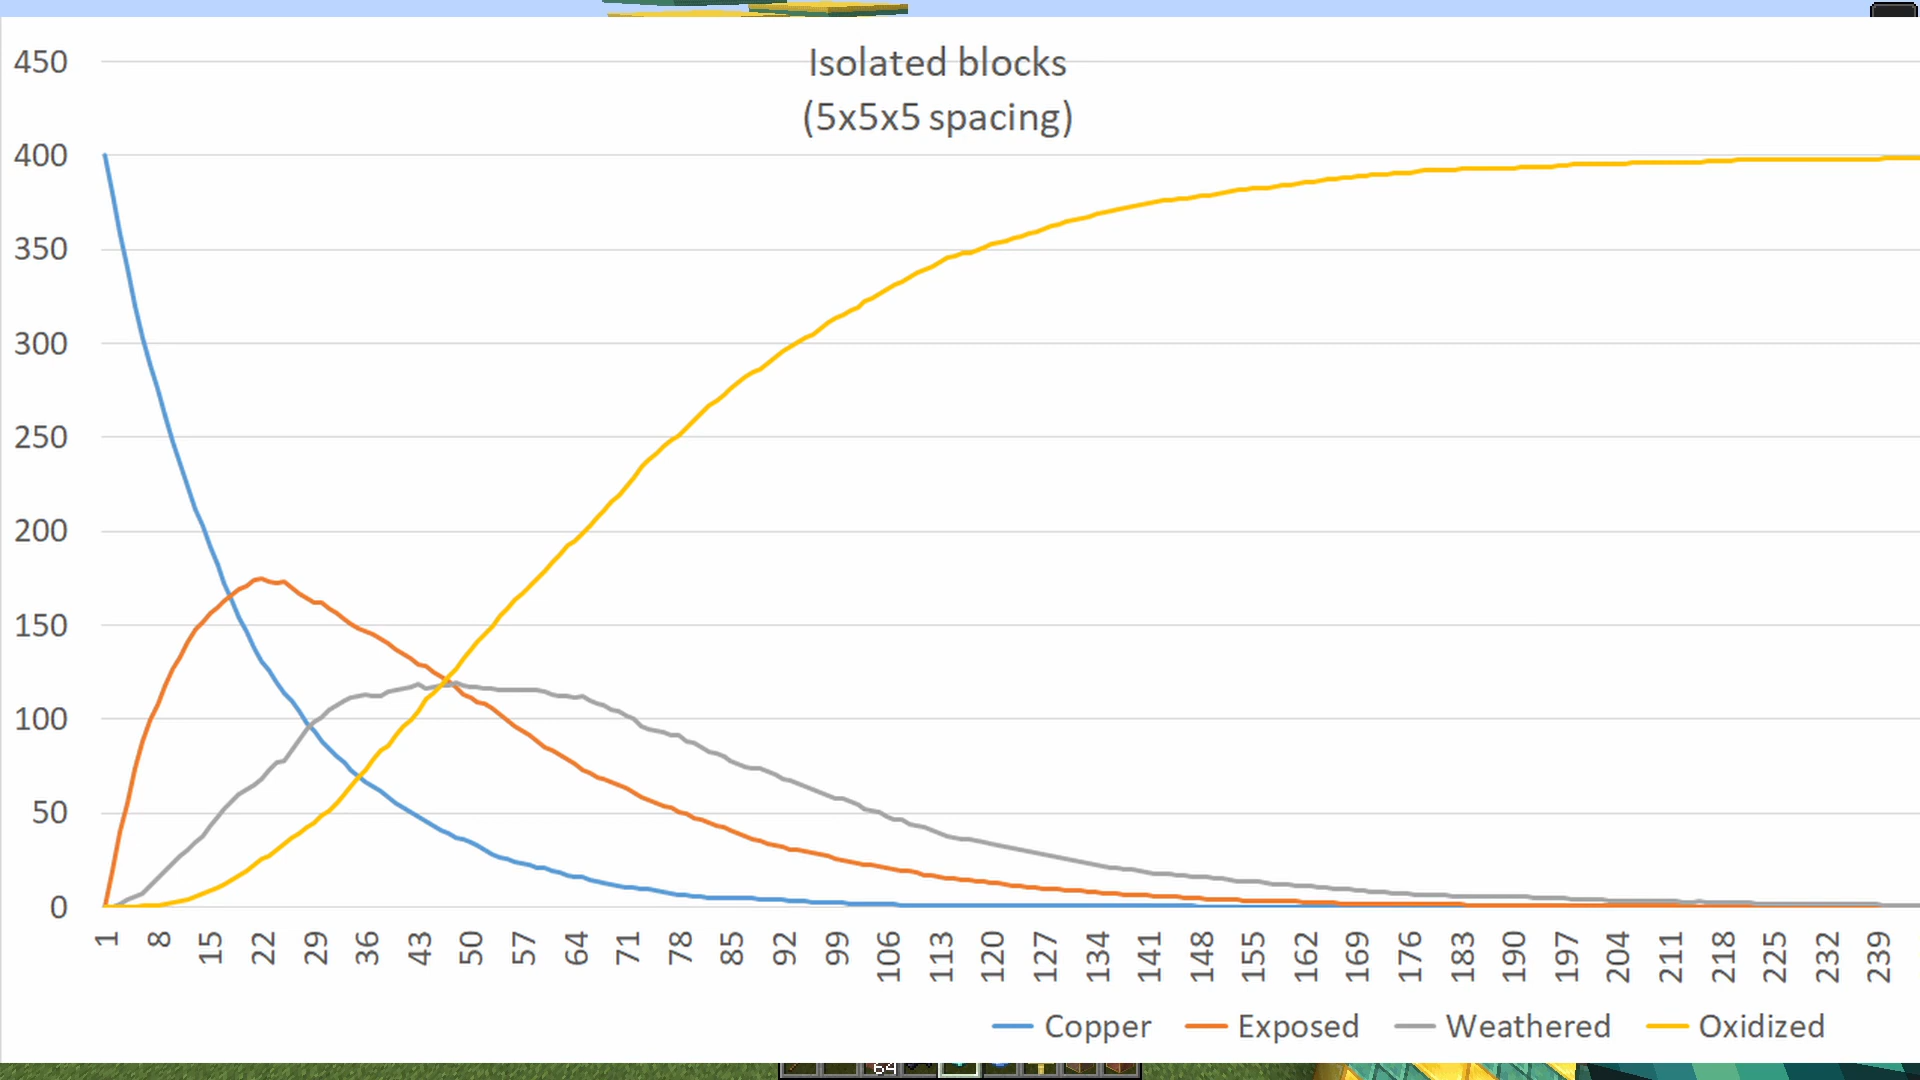 Isolated blocks
(5x5x5 spacing)
450
400
350
300
250
200
150
100
50
0
1 8 15 22 29 36 43 50 57 64 71 78 85 92 99 106 113 120 127 134 141 148 155 162 169 176 183 190 197 204 211 218 225 232 239
Copper Exposed Weathered Oxidized
64